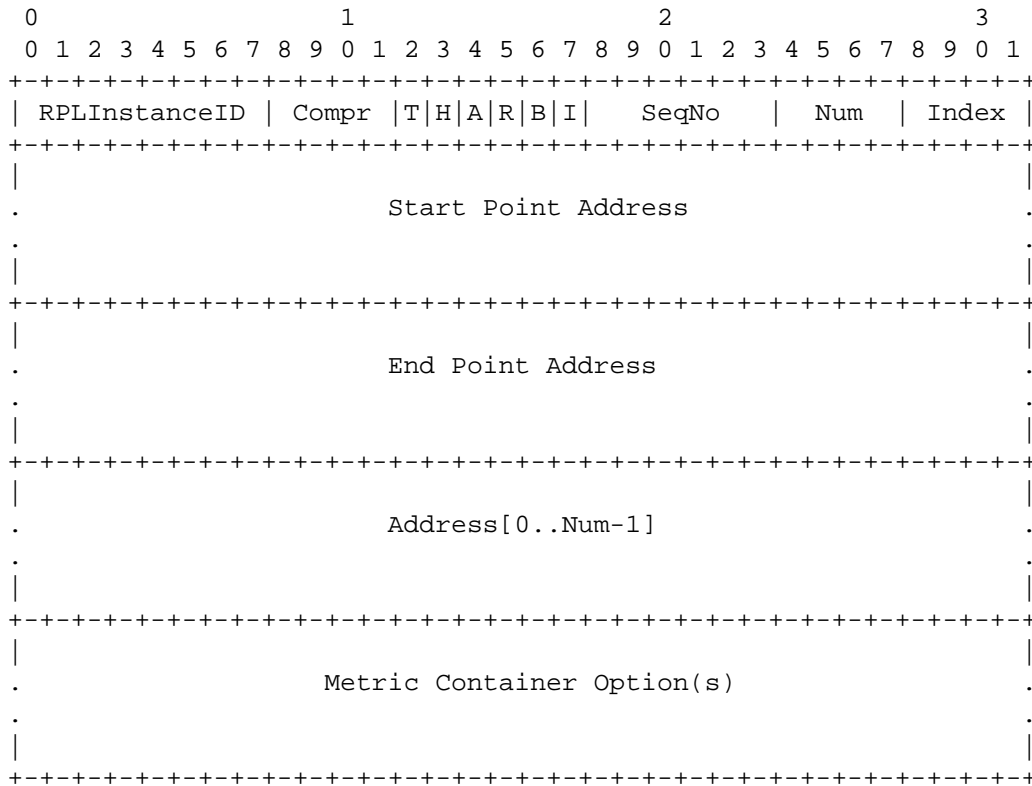 0                   1                   2                   3
0 1 2 3 4 5 6 7 8 9 0 1 2 3 4 5 6 7 8 9 0 1 2 3 4 5 6 7 8 9 0 1
+-+-+-+-+-+-+-+-+-+-+-+-+-+-+-+-+-+-+-+-+-+-+-+-+-+-+-+-+-+-+-+-+
| RPLInstanceID | Compr |T|H|A|R|B|I|   SeqNo   |  Num  | Index |
+-+-+-+-+-+-+-+-+-+-+-+-+-+-+-+-+-+-+-+-+-+-+-+-+-+-+-+-+-+-+-+-+
|                                                               |
.                       Start Point Address                     .
.                                                               .
|                                                               |
+-+-+-+-+-+-+-+-+-+-+-+-+-+-+-+-+-+-+-+-+-+-+-+-+-+-+-+-+-+-+-+-+
|                                                               |
.                       End Point Address                       .
.                                                               .
|                                                               |
+-+-+-+-+-+-+-+-+-+-+-+-+-+-+-+-+-+-+-+-+-+-+-+-+-+-+-+-+-+-+-+-+
|                                                               |
.                       Address[0..Num-1]                       .
.                                                               .
|                                                               |
+-+-+-+-+-+-+-+-+-+-+-+-+-+-+-+-+-+-+-+-+-+-+-+-+-+-+-+-+-+-+-+-+
|                                                               |
.                   Metric Container Option(s)                  .
.                                                               .
|                                                               |
+-+-+-+-+-+-+-+-+-+-+-+-+-+-+-+-+-+-+-+-+-+-+-+-+-+-+-+-+-+-+-+-+